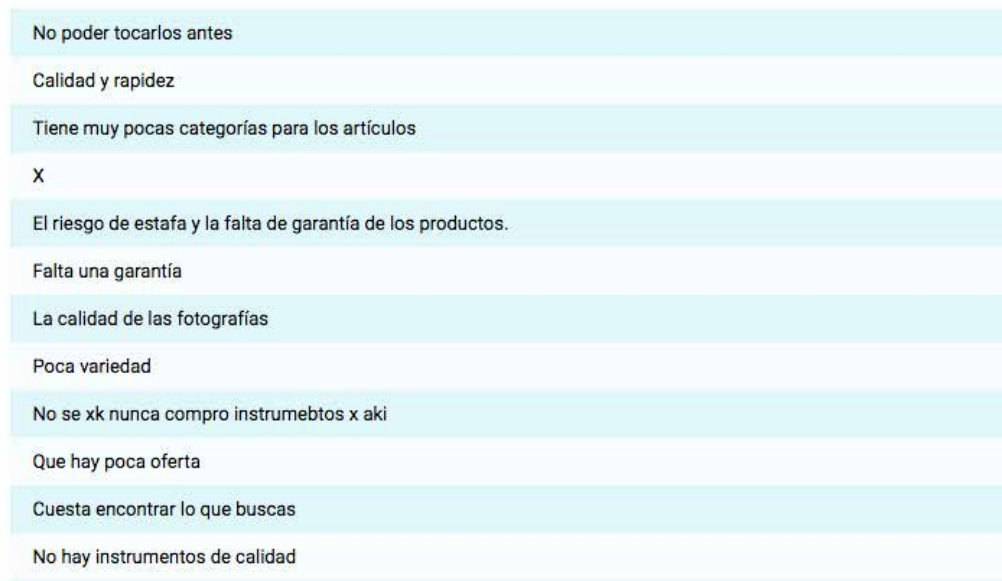 No poder tocarlos antes
Calidad y rapidez
Tiene muy pocas categorías para los artículos
X
El riesgo de estafa y la falta de garantía de los productos.
Falta una garantía
La calidad de las fotografías
Poca variedad
No se xk nunca compro instrumebtos x aki
Que hay poca oferta
Cuesta encontrar lo que buscas
No hay instrumentos de calidad